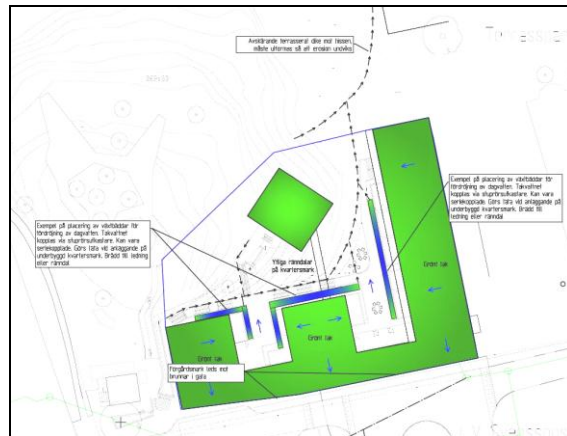 Avskärande terrasserat dike mot hissen,
måste utformas så att erosion undviks
Exempel på placering av växtbäddar för
fördröjning av dagvatten. Takvattnet
kopplas via stuprörsutkastare. Kan vara
seriekopplade. Görs täta vid anläggande på
underbyggd kvartersmark. Brädd till
ledning eller ränndal
Exempel på placering av växtbäddar för
fördröjning av dagvatten. Takvattnet
kopplas via stuprörsutkastare. Kan vara
seriekopplade. Görs täta vid anläggande på
underbyggd kvartersmark. Brädd till
ledning eller ränndal
Ytliga ränndalar
på kvartersmark
Grönt tak
Grönt tak
Grönt tak
Förgårdsmark leds mot
brunnar i gata